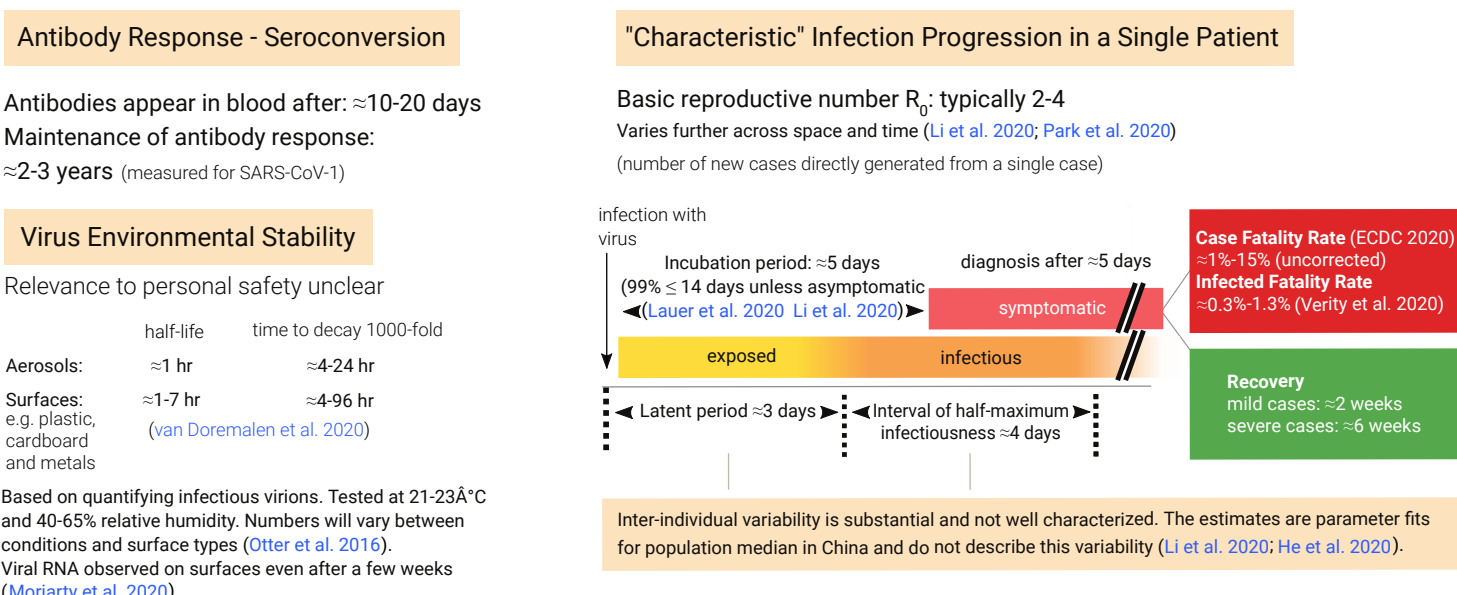 Antibody Response - Seroconversion
Antibodies appear in blood after: ≈10-20 days
Maintenance of antibody response:
≈2-3 years (measured for SARS-CoV-1)
Virus Environmental Stability
Relevance to personal safety unclear
half-life time to decay 1000-fold
Aerosols: ≈1 hr ≈4-24 hr
Surfaces: ≈1-7 hr ≈4-96 hr
e.g. plastic,
cardboard
and metals
(van Doremalen et al. 2020)
Based on quantifying infectious virions. Tested at 21-23Â°C
and 40-65% relative humidity. Numbers will vary between
conditions and surface types (Otter et al. 2016).
Viral RNA observed on surfaces even after a few weeks
(Moriarty et al. 2020)
"Characteristic" Infection Progression in a Single Patient
Basic reproductive number R0: typically 2-4
Varies further across space and time (Li et al. 2020; Park et al. 2020)
(number of new cases directly generated from a single case)
infection with
virus
Incubation period: ≈5 days
(99% ≤ 14 days unless asymptomatic
(Lauer et al. 2020 Li et al. 2020)
diagnosis after ≈5 days
symptomatic
exposed
infectious
Latent period ≈3 days
Interval of half-maximum
infectiousness ≈4 days
Case Fatality Rate (ECDC 2020)
≈1%-15% (uncorrected)
Infected Fatality Rate
≈0.3%-1.3% (Verity et al. 2020)
Recovery
mild cases: ≈2 weeks
severe cases: ≈6 weeks
Inter-individual variability is substantial and not well characterized. The estimates are parameter fits
for population median in China and do not describe this variability (Li et al. 2020; He et al. 2020).